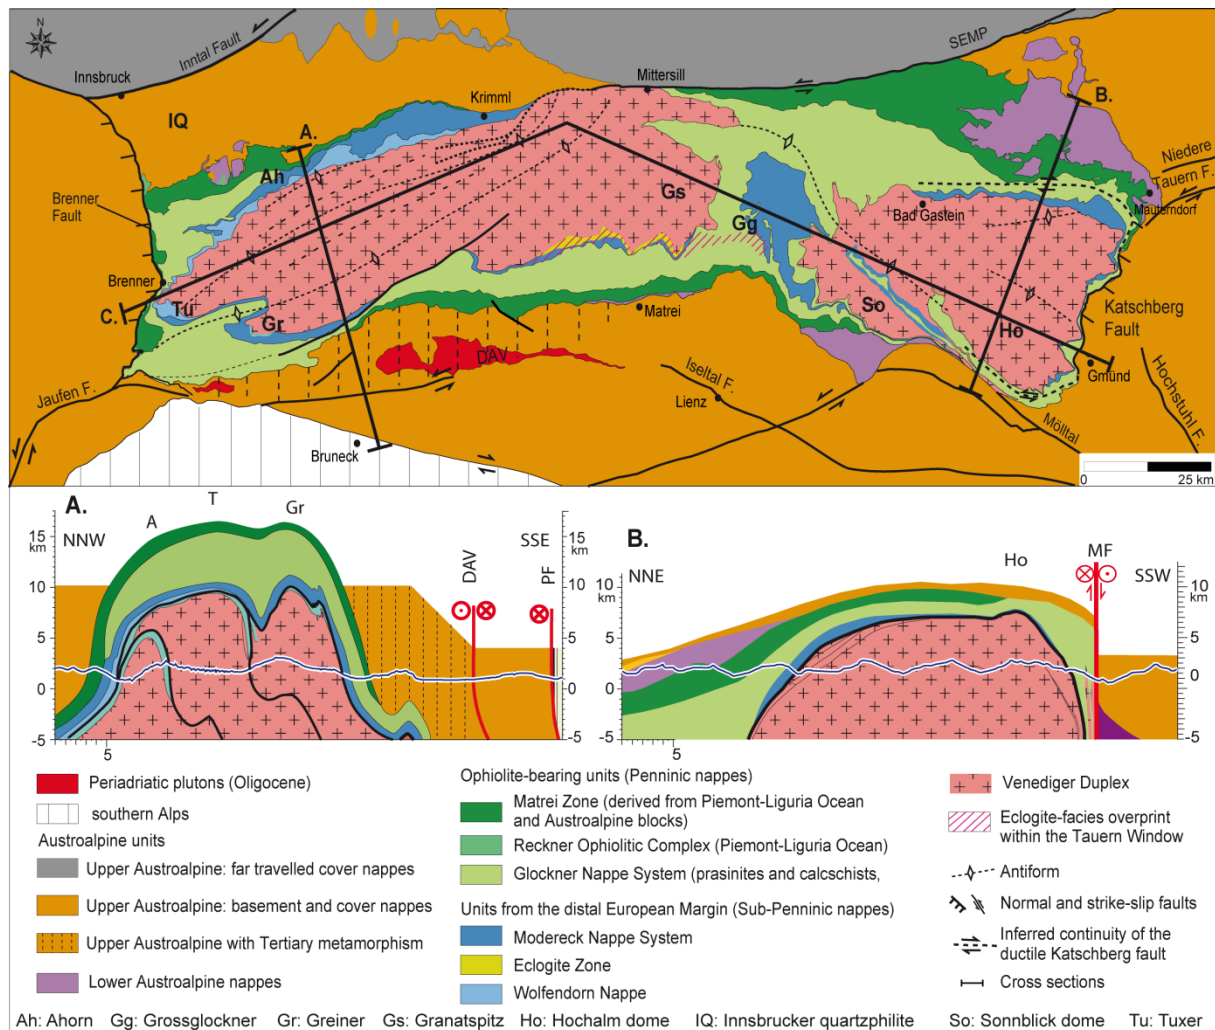 N
Innsbruck
Inntal Fault
SEMP
Mittersill
Krimml
B.
IQ
A.
Ah
Niedere
Tauern F.
Brenner
Fault
Gs
Bad Gastein
Mauterndorf
Gg
Brenner
C.
Tu
Gr
So
Matrei
Ho
Katschberg
Fault
DAV
Gmünd
Jaufen F.
Iseltal F.
Lienz
Hochstuhl F.
Mölltal
Bruneck
0 25 km
A.
A T Gr
15
km
NNW
10
5
0
-5
5
DAV
SSE
PF
15
km
10
5
0
-5
B.
NNE
Ho
MF
SSW
10
km
5
0
-5
5
10
km
5
0
-5
Periadriatic plutons (Oligocene)
southern Alps
Austroalpine units
Upper Austroalpine: far travelled cover nappes
Upper Austroalpine: basement and cover nappes
Upper Austroalpine with Tertiary metamorphism
Lower Austroalpine nappes
Ophiolite-bearing units (Penninic nappes)
Matrei Zone (derived from Piemont-Liguria Ocean
and Austroalpine blocks)
Reckner Ophiolitic Complex (Piemont-Liguria Ocean)
Glockner Nappe System (prasinites and calcschists,
Units from the distal European Margin (Sub-Penninic nappes)
Modereck Nappe System
Eclogite Zone
Wolfendorn Nappe
Venediger Duplex
Eclogite-facies overprint
within the Tauern Window
Antiform
Normal and strike-slip faults
Inferred continuity of the
ductile Katschberg fault
Cross sections
Ah: Ahorn Gg: Grossglockner Gr: Greiner Gs: Granatspitz Ho: Hochalm dome IQ: Innsbrucker quartzphilite So: Sonnblick dome Tu: Tuxer